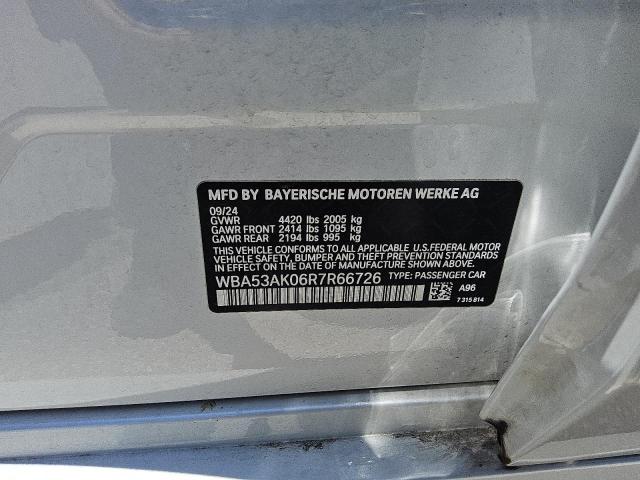 MFD BY BAYERISCHE MOTOREN WERKE AG
09/24
GVWR 4420 lbs 2005 kg
GAWR FRONT 2414 lbs 1095 kg
GAWR REAR 2194 lbs 995 kg
THIS VEHICLE CONFORMS TO ALL APPLICABLE U.S.FEDERAL MOTOR
VEHICLE SAFETY, BUMPER AND THEFT PREVENTION STANDARDS IN
EFFECT ON THE DATE OF MANUFACTURE SHOWN ABOVE.
WBA53AK06R7R66726 TYPE: PASSENGER CAR
A96
7 315 814